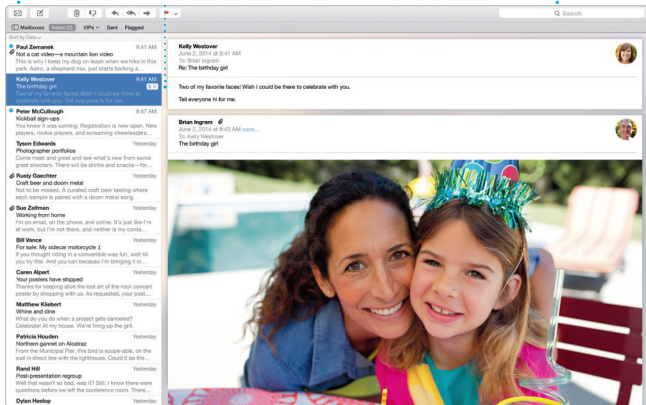 Search
Mailboxes Inbox (2) VIPs Sent Flagged
Sort by Date
Paul Zemanek 9:41 AM
Not a cat video—a mountain lion video
This is why I keep my dog on leash when we hike in this
park. Astro, a shepherd mix, just starts barking a...
Kelly Westover 9:41 AM
The birthday girl 2
Two of my favorite faces! Wish I could be there to
celebrate with you. Tell everyone hi for me.
Peter McCullough 8:47 AM
Kickball sign-ups
You knew it was coming: Registration is now open. New
players, rookie players, and screaming cheerleaders...
Tyson Edwards Yesterday
Photographer portfolios
Come meet and greet and see what's new from some
great shooters. There will be drinks and snacks—for...
Rusty Gaechter Yesterday
Craft beer and doom metal
Not to be missed. A curated craft beer tasting where
each sample is paired with a doom metal song.
Sue Zeifman Yesterday
Working from home
I'm on email, on the phone, and online. It's just like I'm
at work, but I'm not there, and neither is my conta...
Bill Vance Yesterday
For sale: My sidecar motorcycle :(
If you thought riding in a convertible was fun, wait till
you try this. And you can because I'm bringing it in...
Caren Alpert Yesterday
Your posters have shipped
Thanks for keeping alive the lost art of the rock concert
poster by shopping with us. As requested, your post...
Matthew Kliebert Yesterday
Whine and dine
What do you do when a project gets canceled?
Celebrate! At my house. We're firing up the grill.
Patricia Houden Yesterday
Northern gannet on Alcatraz
From the Municipal Pier, this bird is scope-able, on the
wall in direct line with the lighthouse. Could it be the...
Rand Hill Yesterday
Post-presentation regroup
Well that wasn't so bad, was it? Still, I know there were
questions before we left the conference room. There...
Dylan Heslop Yesterday
Kelly Westover
June 2, 2014 at 9:41 AM
To: Brian Ingram
Re: The birthday girl
Two of my favorite faces! Wish I could be there to celebrate with you.
Tell everyone hi for me.
Brian Ingram
June 2, 2014 at 8:43 AM more...
To: Kelly Westover
The birthday girl